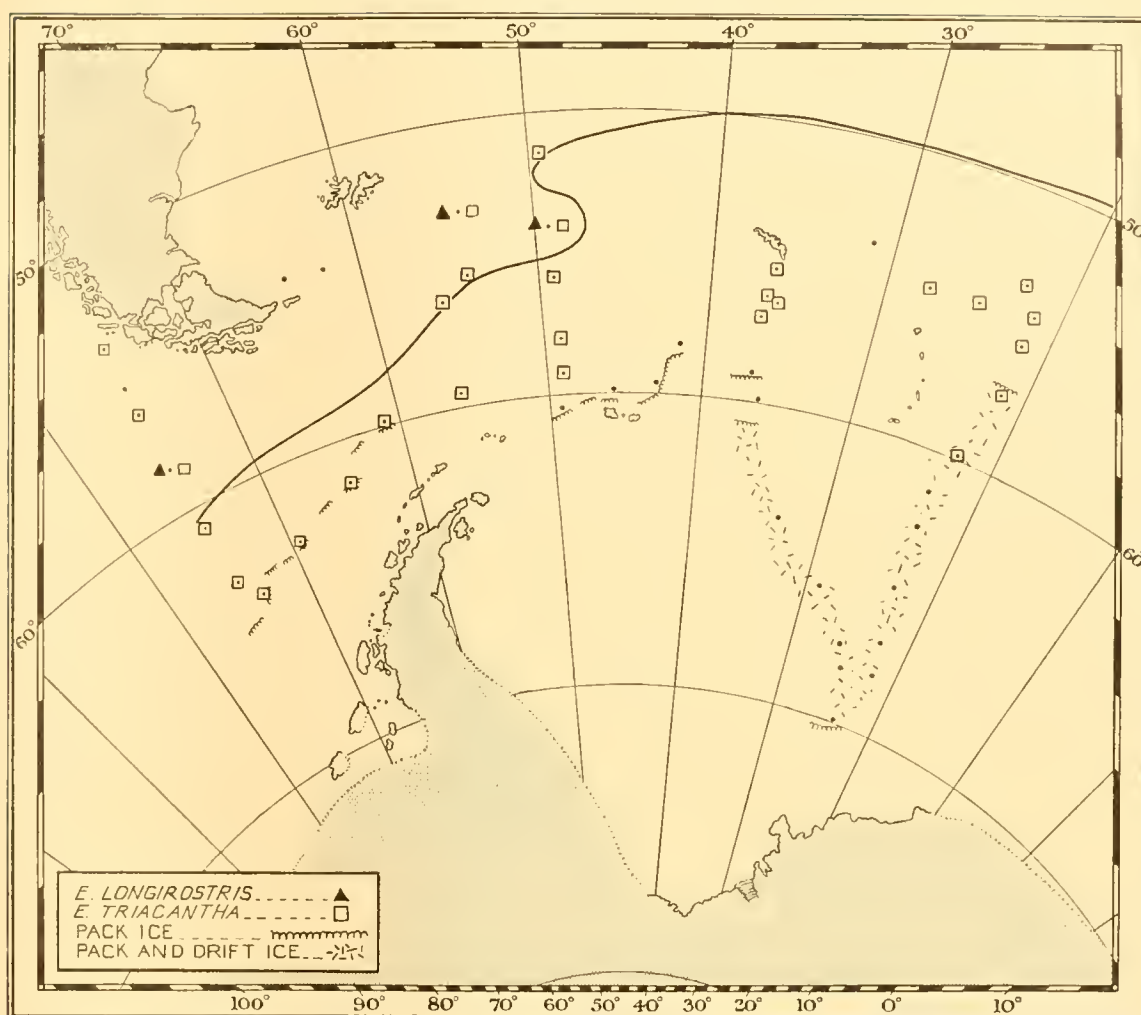 70° 60° 50° 40° 30°
50° 50°
60° 60°
E. LONGIROSTRIS
E. TRIACANTHA
PACK ICE
PACK AND DRIFT ICE
100° 90° 80° 70° 60° 50° 40° 30° 20° 10° 0° 10°